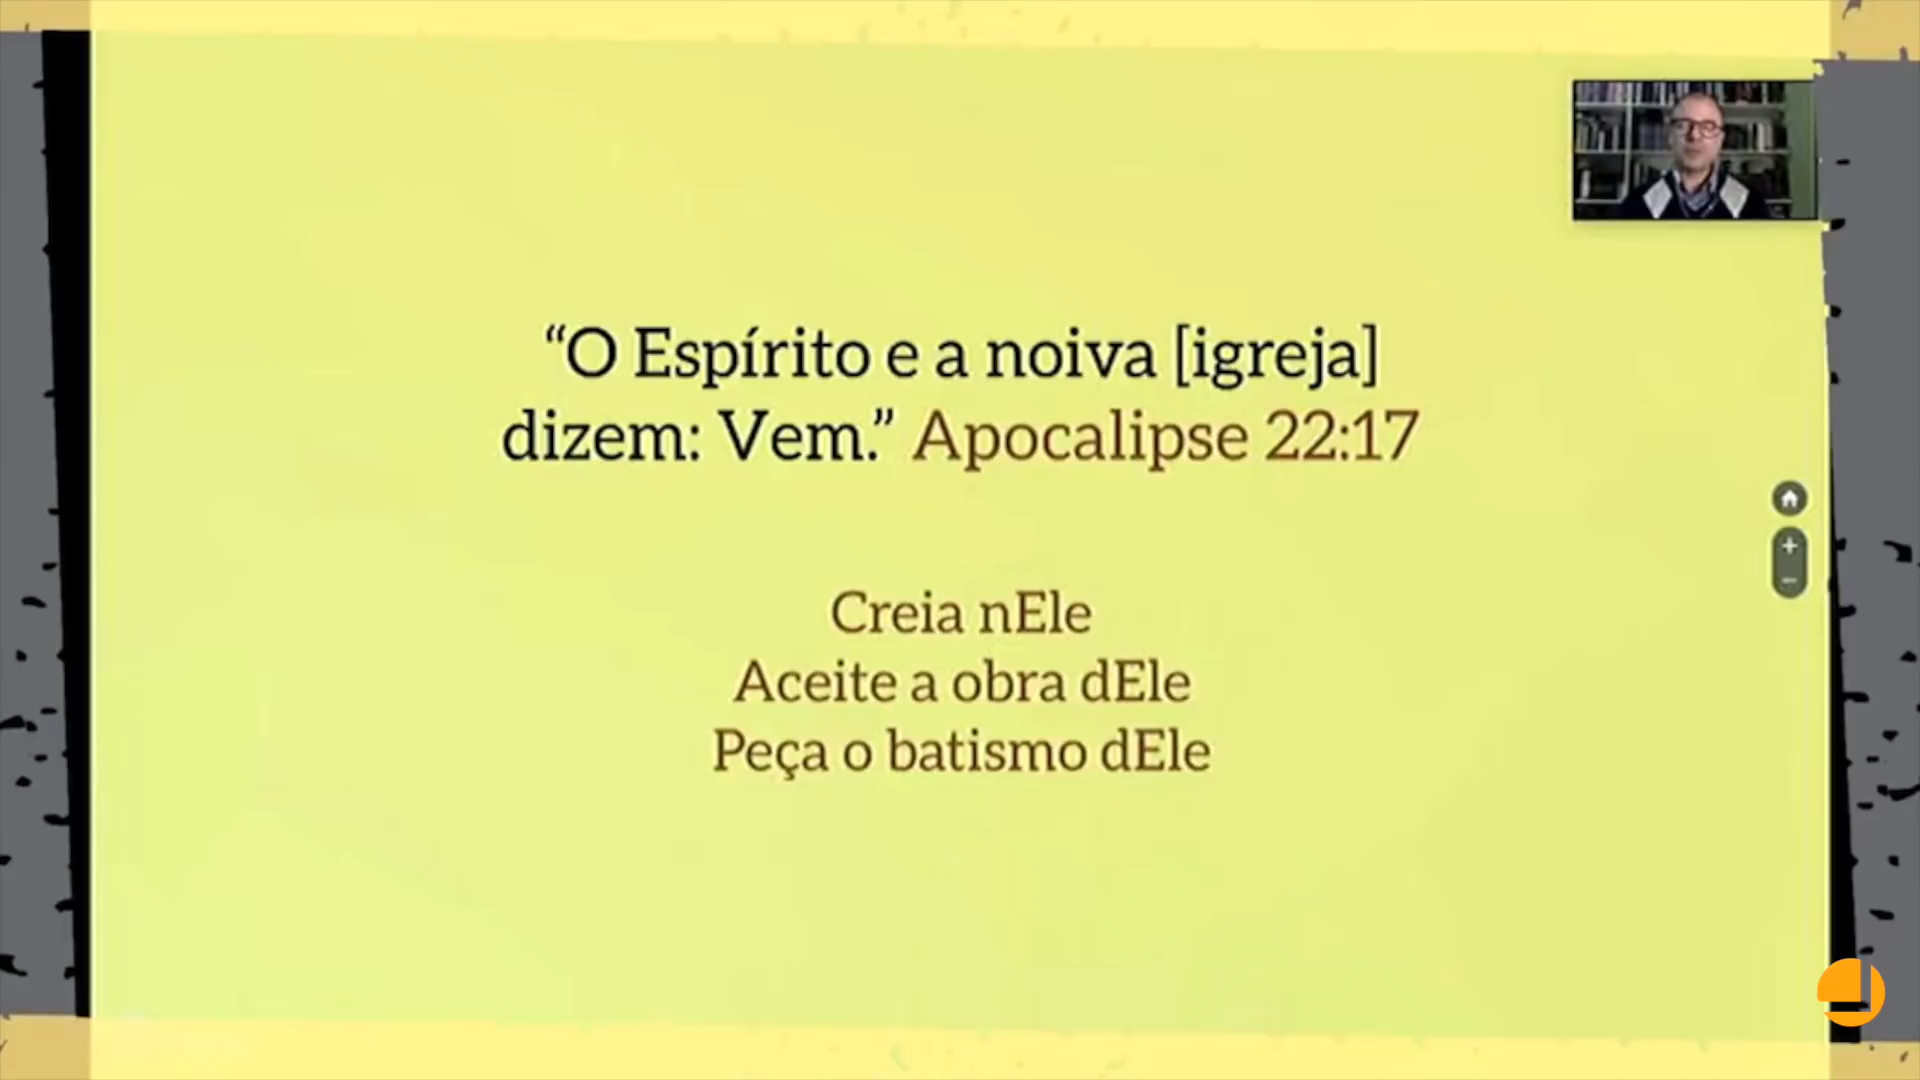 “O Espírito e a noiva [igreja]
dizem: Vem.” Apocalipse 22:17
Creia nEle
Aceite a obra dEle
Peça o batismo dEle